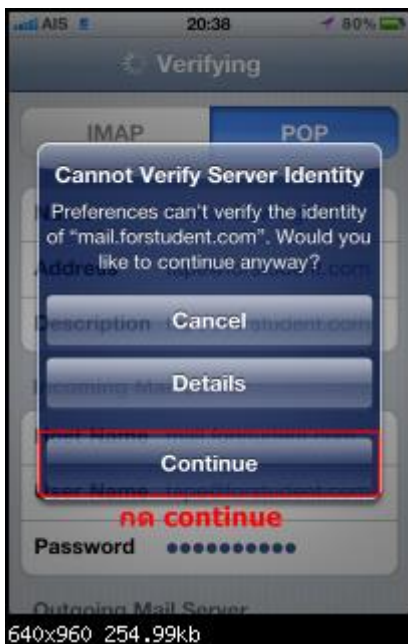 AIS E 20:38 80%
Verifying
IMAP POP
Cannot Verify Server Identity
Preferences can't verify the identity
of "mail.forstudent.com". Would you
like to continue anyway?
Address
Description
Cancel
Details
Host Name
Continue
User Name
กด continue
Password ●●●●●●●●●●
Outgoing Mail Server
640x960 254.99kb